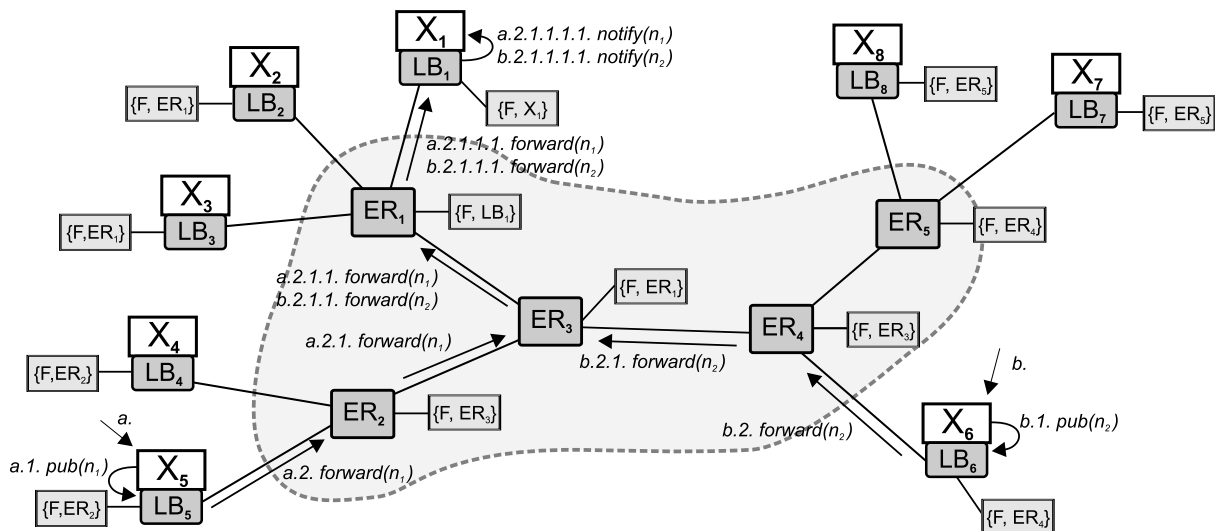 X₁
LB₁
a.2.1.1.1.1. notify(n₁)
b.2.1.1.1.1. notify(n₂)
{F, X₁}
X₂
LB₂
{F, ER₁}
X₈
LB₈
{F, ER₅}
X₇
LB₇
{F, ER₅}
a.2.1.1.1. forward(n₁)
b.2.1.1.1. forward(n₂)
X₃
LB₃
{F,ER₁}
ER₁
{F, LB₁}
ER₅
{F, ER₄}
a.2.1.1. forward(n₁)
b.2.1.1. forward(n₂)
{F, ER₁}
ER₃
ER₄
{F, ER₃}
a.2.1. forward(n₁)
b.2.1. forward(n₂)
X₄
LB₄
{F,ER₂}
ER₂
{F, ER₃}
b.
X₆
LB₆
b.1. pub(n₂)
b.2. forward(n₂)
{F, ER₄}
a.
a.1. pub(n₁)
X₅
LB₅
{F,ER₂}
a.2. forward(n₁)